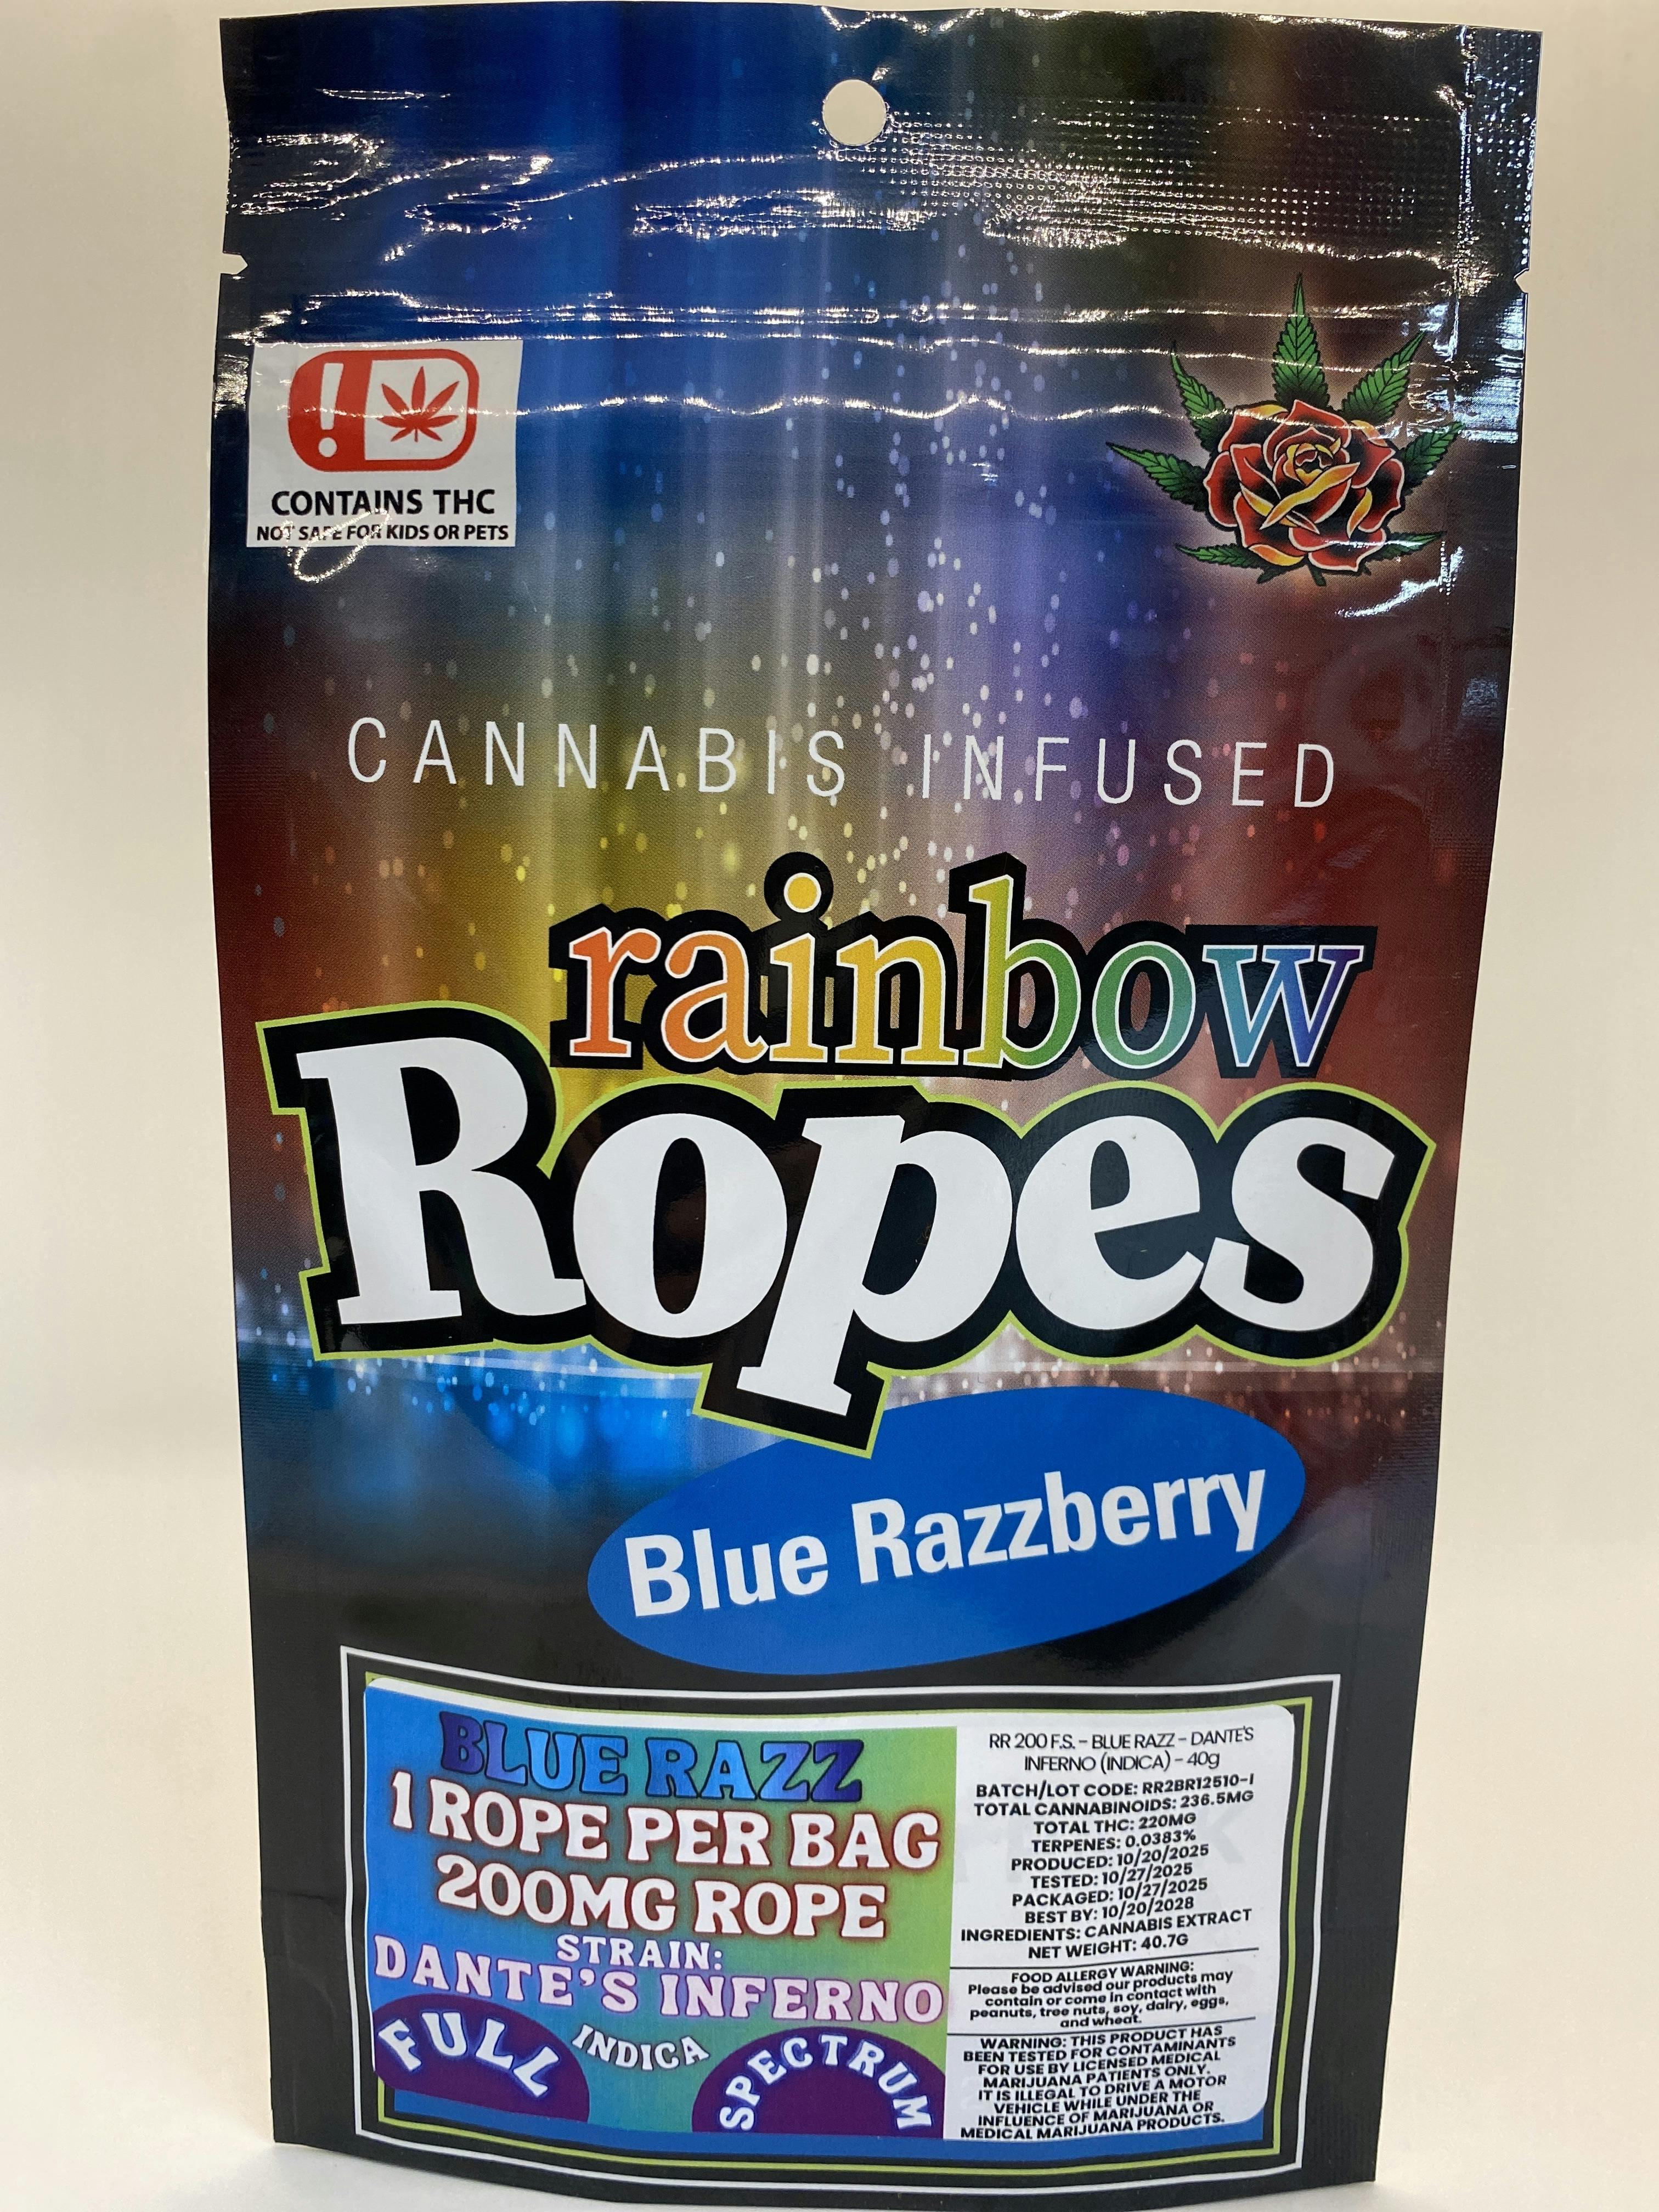 CONTAINS THC
NOT SAFE FOR KIDS OR PETS
CANNABIS INFUSED
rainbow
Ropes
Blue Razzberry
BLUE RAZZ
1 ROPE PER BAG
200MG ROPE
STRAIN:
DANTE'S INFERNO
FULL
INDICA
SPECTRUM
RR 200 F.S. - BLUE RAZZ - DANTE'S
INFERNO (INDICA) - 40g
BATCH/LOT CODE: RR2BR12510-I
TOTAL CANNABINOIDS: 236.5MG
TOTAL THC: 220MG
TERPENES: 0.0383%
PRODUCED: 10/20/2025
TESTED: 10/27/2025
PACKAGED: 10/27/2025
BEST BY: 10/20/2028
INGREDIENTS: CANNABIS EXTRACT
NET WEIGHT: 40.7G
FOOD ALLERGY WARNING:
Please be advised our products may
contain or come in contact with
peanuts, tree nuts, soy, dairy, eggs,
and wheat.
WARNING: THIS PRODUCT HAS
BEEN TESTED FOR CONTAMINANTS
FOR USE BY LICENSED MEDICAL
MARIJUANA PATIENTS ONLY.
IT IS ILLEGAL TO DRIVE A MOTOR
VEHICLE WHILE UNDER THE
INFLUENCE OF MARIJUANA OR
MEDICAL MARIJUANA PRODUCTS.